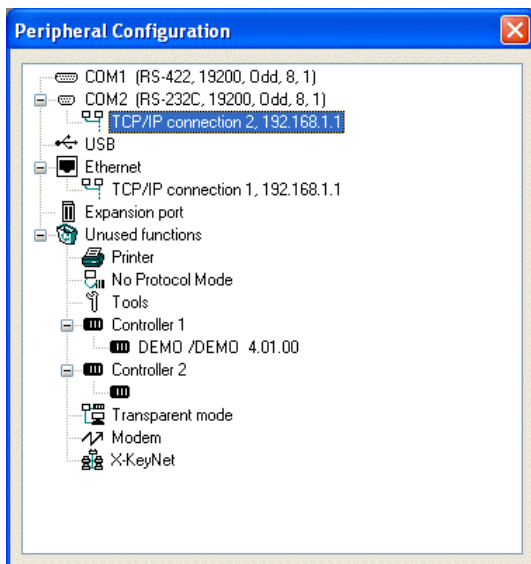 Peripheral Configuration
COM1 (RS-422, 19200, Odd, 8, 1)
COM2 (RS-232C, 19200, Odd, 8, 1)
TCP/IP connection 2, 192.168.1.1
USB
Ethernet
TCP/IP connection 1, 192.168.1.1
Expansion port
Unused functions
Printer
No Protocol Mode
Tools
Controller 1
DEMO /DEMO 4.01.00
Controller 2
Transparent mode
Modem
X-KeyNet